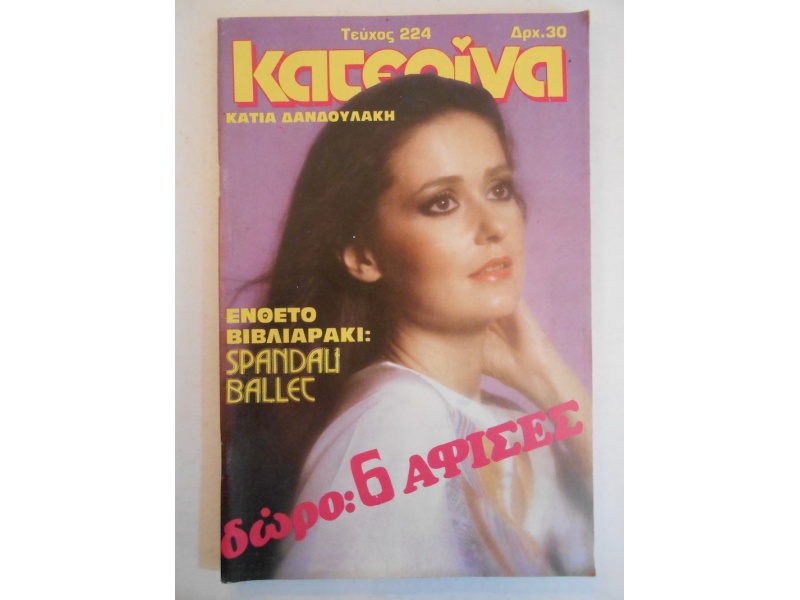 Τεύχος 224 Δρχ.30
Κατερίνα
ΚΑΤΙΑ ΔΑΝΔΟΥΛΑΚΗ
ΕΝΘΕΤΟ
ΒΙΒΛΙΑΡΑΚΙ:
SPANDAU
BALLET
δώρο: 6 ΑΦΙΣΕΣ